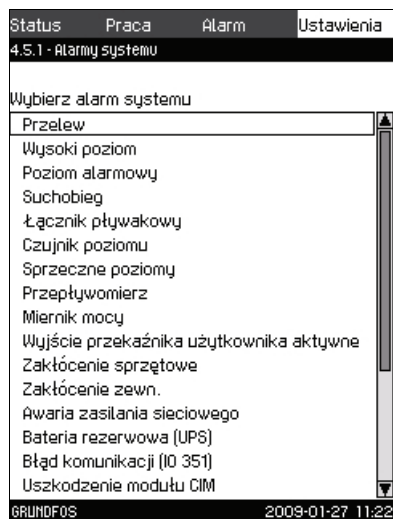 Status Praca Alarm Ustawienia
4.5.1 - Alarmy systemu
Wybierz alarm systemu
Przelew
Wysoki poziom
Poziom alarmowy
Suchobieg
Łącznik pływakowy
Czujnik poziomu
Sprzeczne poziomy
Przepływomierz
Miernik mocy
Wyjście przekaźnika użytkownika aktywne
Zakłócenie sprzętowe
Zakłócenie zewn.
Awaria zasilania sieciowego
Bateria rezerwowa (UPS)
Błąd komunikacji (IO 351)
Uszkodzenie modułu CIM
GRUNDFOS 2009-01-27 11:22